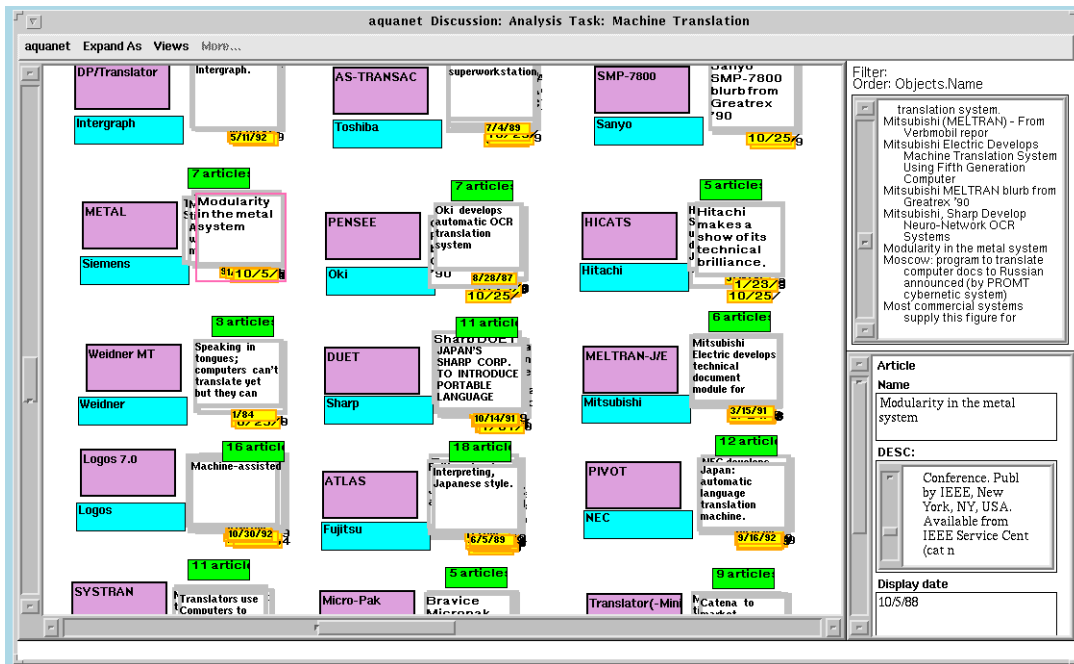 aquanet Discussion: Analysis Task: Machine Translation
aquanet Expand As Views More...
DP/Translator
Intergraph.
Intergraph
5/11/92
AS-TRANSAC
superworkstation
Toshiba
7/4/89
SMP-7800
Sanyo
SMP-7800
blurb from
Greatrex
'90
Sanyo
10/25/
7 articles
METAL
Modularity
in the metal
system
Siemens
10/5/
7 articles
PENSEE
Oki develops
automatic OCR
translation
system
'90
Oki
8/28/87
10/25/
5 articles
HICATS
Hitachi
makes a
show of its
technical
brilliance.
Hitachi
1/23/
10/25/
3 articles
Weidner MT
Speaking in
tongues;
computers can't
translate yet
but they can
Weidner
1/84
11 articles
DUET
Sharp DUET
JAPAN'S
SHARP CORP.
TO INTRODUCE
PORTABLE
LANGUAGE
Sharp
10/14/91
6 articles
MELTRAN-J/E
Mitsubishi
Electric develops
technical
document
module for
Mitsubishi
3/15/91
16 articl
Logos 7.0
Machine-assisted
Logos
10/30/92
18 articl
ATLAS
Interpreting,
Japanese style.
Fujitsu
6/5/89
12 articl
PIVOT
NEC develops
Japan:
automatic
language
translation
machine.
NEC
9/16/92
11 articles
SYSTRAN
Translators use
Computers to
5 articles
Micro-Pak
Bravice
Micropak
9 articles
Translator(-Mini
Catena to
market
Filter:
Order: Objects.Name
translation system.
Mitsubishi (MELTRAN) - From
Verbmobil repor
Mitsubishi Electric Develops
Machine Translation System
Using Fifth Generation
Computer
Mitsubishi MELTRAN blurb from
Greatrex '90
Mitsubishi, Sharp Develop
Neuro-Network OCR
Systems
Modularity in the metal system
Moscow: program to translate
computer docs to Russian
announced (by PROMT
cybernetic system)
Most commercial systems
supply this figure for
Article
Name
Modularity in the metal
system
DESC:
Conference. Publ
by IEEE, New
York, NY, USA.
Available from
IEEE Service Cent
(cat n
Display date
10/5/88